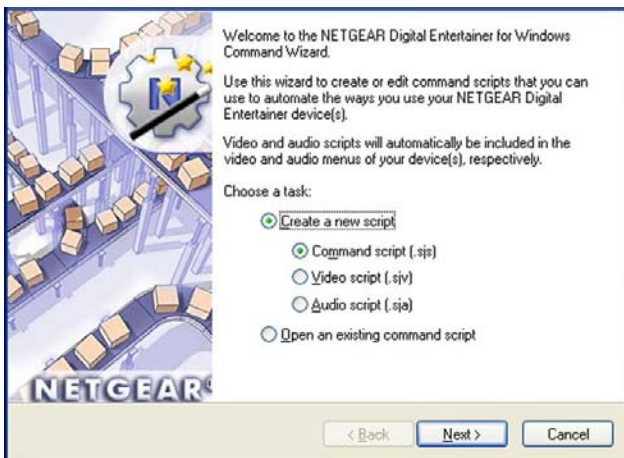 Welcome to the NETGEAR Digital Entertainer for Windows
Command Wizard.
Use this wizard to create or edit command scripts that you can
use to automate the ways you use your NETGEAR Digital
Entertainer device(s).
Video and audio scripts will automatically be included in the
video and audio menus of your device(s), respectively.
Choose a task:
Create a new script
Command script (.sjs)
Video script (.sjv)
Audio script (.sja)
Open an existing command script
N
NETGEAR®
< Back
Next >
Cancel